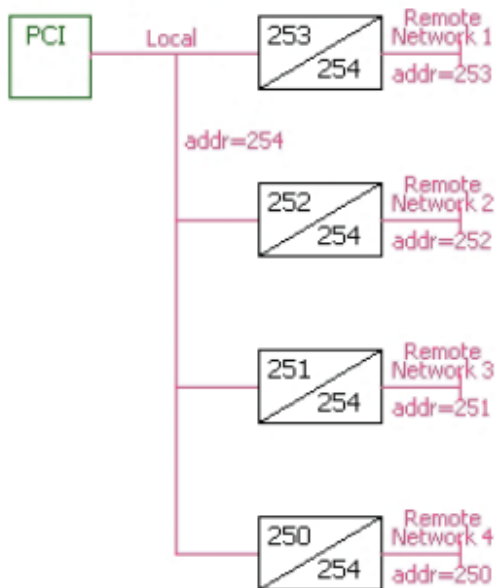 PCI
Local
253
254
Remote
Network 1
addr=253
addr=254
252
254
Remote
Network 2
addr=252
251
254
Remote
Network 3
addr=251
250
254
Remote
Network 4
addr=250